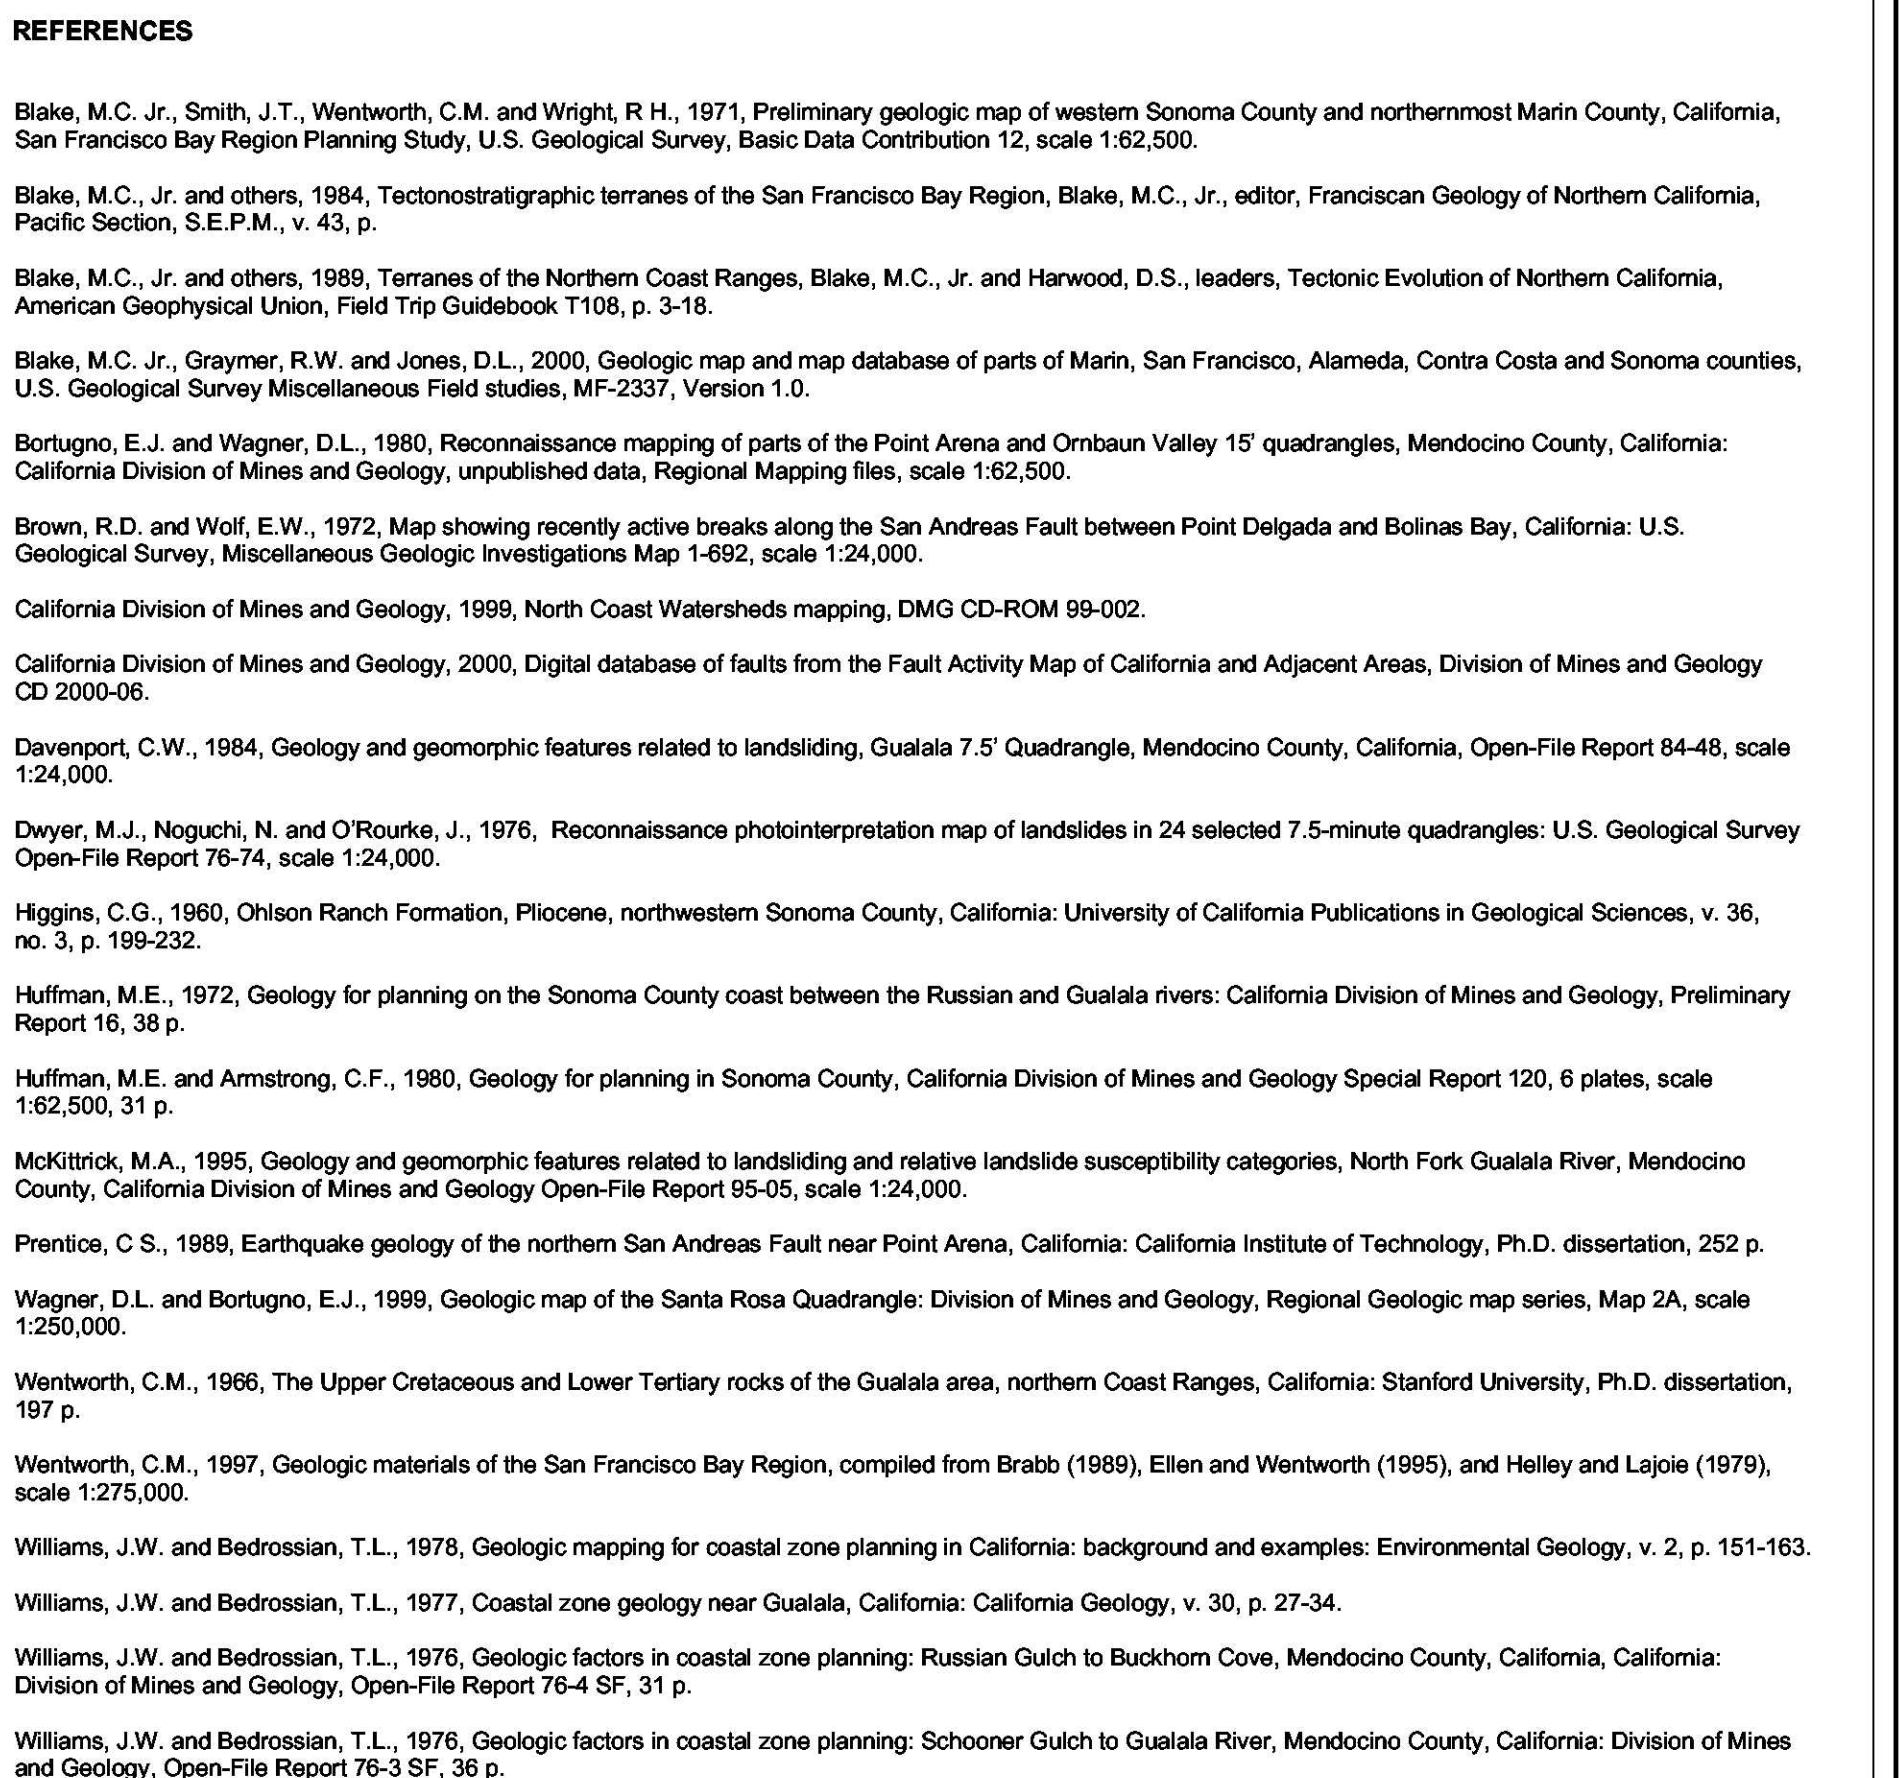 REFERENCES
Blake, M.C. Jr., Smith, J.T., Wentworth, C.M. and Wright, R H., 1971, Preliminary geologic map of western Sonoma County and northernmost Marin County, California,
San Francisco Bay Region Planning Study, U.S. Geological Survey, Basic Data Contribution 12, scale 1:62,500.
Blake, M.C., Jr. and others, 1984, Tectonostratigraphic terranes of the San Francisco Bay Region, Blake, M.C., Jr., editor, Franciscan Geology of Northern California,
Pacific Section, S.E.P.M., v. 43, p.
Blake, M.C., Jr. and others, 1989, Terranes of the Northern Coast Ranges, Blake, M.C., Jr. and Harwood, D.S., leaders, Tectonic Evolution of Northern California,
American Geophysical Union, Field Trip Guidebook T108, p. 3-18.
Blake, M.C. Jr., Graymer, R.W. and Jones, D.L., 2000, Geologic map and map database of parts of Marin, San Francisco, Alameda, Contra Costa and Sonoma counties,
U.S. Geological Survey Miscellaneous Field studies, MF-2337, Version 1.0.
Bortugno, E.J. and Wagner, D.L., 1980, Reconnaissance mapping of parts of the Point Arena and Ornbaun Valley 15' quadrangles, Mendocino County, California:
California Division of Mines and Geology, unpublished data, Regional Mapping files, scale 1:62,500.
Brown, R.D. and Wolf, E.W., 1972, Map showing recently active breaks along the San Andreas Fault between Point Delgada and Bolinas Bay, California: U.S.
Geological Survey, Miscellaneous Geologic Investigations Map 1-692, scale 1:24,000.
California Division of Mines and Geology, 1999, North Coast Watersheds mapping, DMG CD-ROM 99-002.
California Division of Mines and Geology, 2000, Digital database of faults from the Fault Activity Map of California and Adjacent Areas, Division of Mines and Geology
CD 2000-06.
Davenport, C.W., 1984, Geology and geomorphic features related to landsliding, Gualala 7.5' Quadrangle, Mendocino County, California, Open-File Report 84-48, scale
1:24,000.
Dwyer, M.J., Noguchi, N. and O'Rourke, J., 1976,  Reconnaissance photointerpretation map of landslides in 24 selected 7.5-minute quadrangles: U.S. Geological Survey
Open-File Report 76-74, scale 1:24,000.
Higgins, C.G., 1960, Ohlson Ranch Formation, Pliocene, northwestern Sonoma County, California: University of California Publications in Geological Sciences, v. 36,
no. 3, p. 199-232.
Huffman, M.E., 1972, Geology for planning on the Sonoma County coast between the Russian and Gualala rivers: California Division of Mines and Geology, Preliminary
Report 16, 38 p.
Huffman, M.E. and Armstrong, C.F., 1980, Geology for planning in Sonoma County, California Division of Mines and Geology Special Report 120, 6 plates, scale
1:62,500, 31 p.
McKittrick, M.A., 1995, Geology and geomorphic features related to landsliding and relative landslide susceptibility categories, North Fork Gualala River, Mendocino
County, California Division of Mines and Geology Open-File Report 95-05, scale 1:24,000.
Prentice, C S., 1989, Earthquake geology of the northern San Andreas Fault near Point Arena, California: California Institute of Technology, Ph.D. dissertation, 252 p.
Wagner, D.L. and Bortugno, E.J., 1999, Geologic map of the Santa Rosa Quadrangle: Division of Mines and Geology, Regional Geologic map series, Map 2A, scale
1:250,000.
Wentworth, C.M., 1966, The Upper Cretaceous and Lower Tertiary rocks of the Gualala area, northern Coast Ranges, California: Stanford University, Ph.D. dissertation,
197 p.
Wentworth, C.M., 1997, Geologic materials of the San Francisco Bay Region, compiled from Brabb (1989), Ellen and Wentworth (1995), and Helley and Lajoie (1979),
scale 1:275,000.
Williams, J.W. and Bedrossian, T.L., 1978, Geologic mapping for coastal zone planning in California: background and examples: Environmental Geology, v. 2, p. 151-163.
Williams, J.W. and Bedrossian, T.L., 1977, Coastal zone geology near Gualala, California: California Geology, v. 30, p. 27-34.
Williams, J.W. and Bedrossian, T.L., 1976, Geologic factors in coastal zone planning: Russian Gulch to Buckhorn Cove, Mendocino County, California, California:
Division of Mines and Geology, Open-File Report 76-4 SF, 31 p.
Williams, J.W. and Bedrossian, T.L., 1976, Geologic factors in coastal zone planning: Schooner Gulch to Gualala River, Mendocino County, California: Division of Mines
and Geology, Open-File Report 76-3 SF, 36 p.